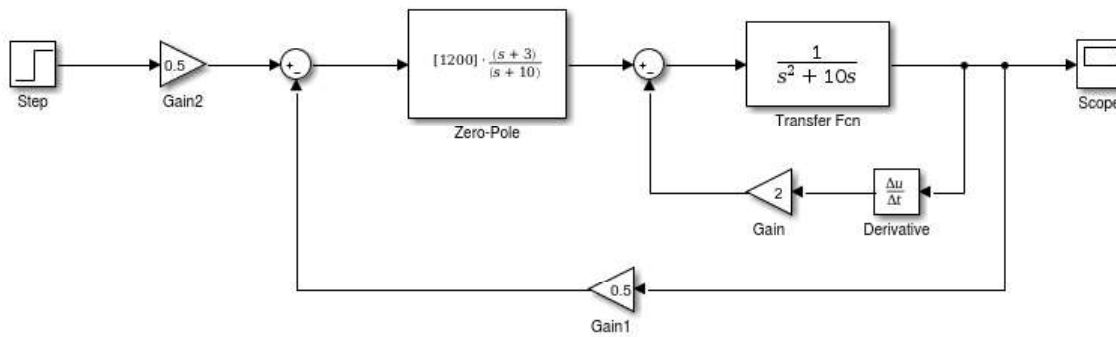 Step
0.5
Gain2
+
−
[1200] · (s + 3) / (s + 10)
Zero-Pole
+
−
1
s² + 10s
Transfer Fcn
Scope
2
Gain
Δu
Δt
Derivative
0.5
Gain1